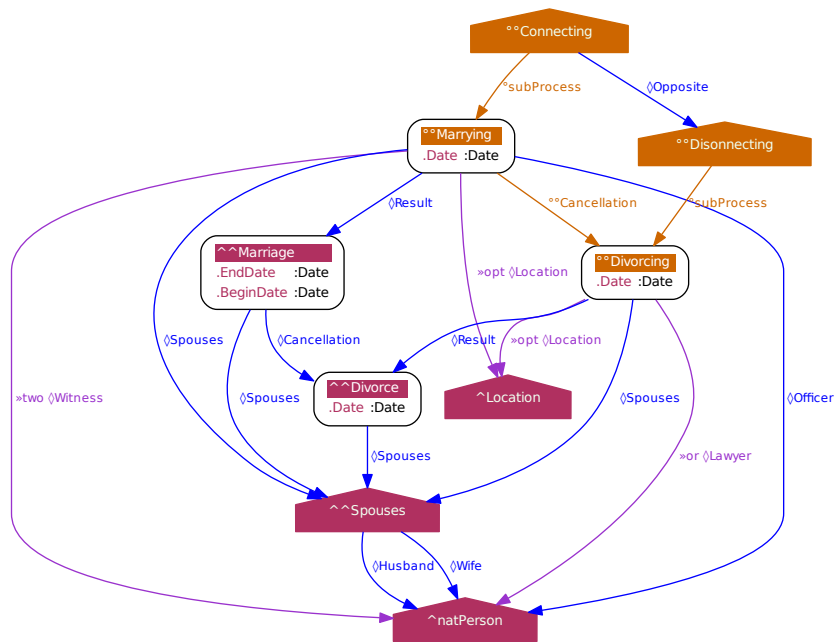 °°Connecting
°subProcess
◊Opposite
°°Marrying
.Date :Date
°°Disonnecting
◊Result
°°Cancellation
°subProcess
^^Marriage
.EndDate :Date
.BeginDate :Date
°°Divorcing
.Date :Date
»opt ◊Location
◊Spouses
◊Cancellation
◊Result
»opt ◊Location
^^Divorce
.Date :Date
^Location
»two ◊Witness
◊Spouses
◊Spouses
◊Officer
◊Spouses
»or ◊Lawyer
^^Spouses
◊Husband
◊Wife
^natPerson